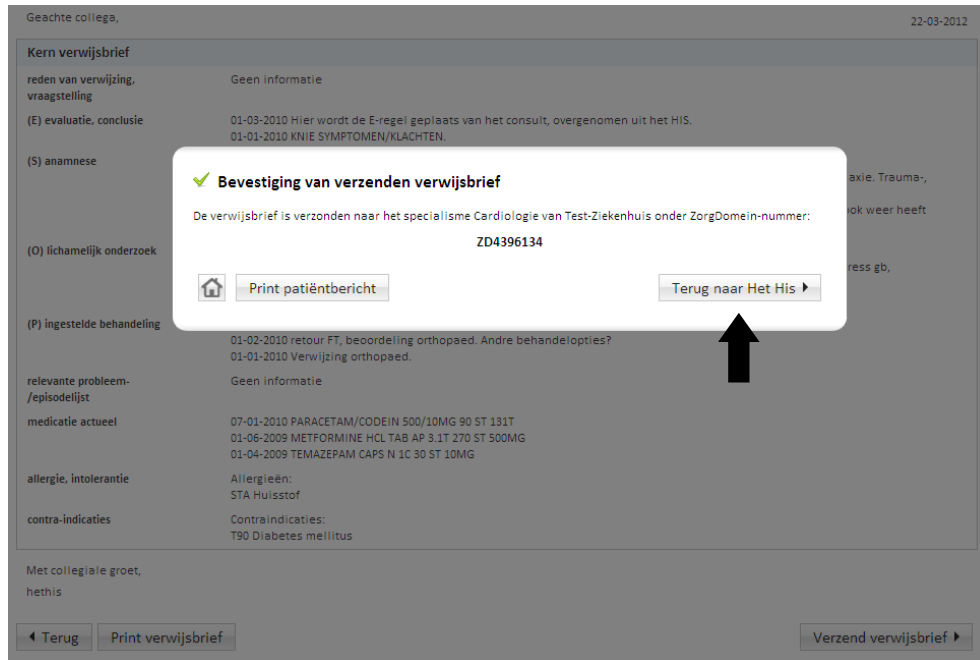 Geachte collega,
22-03-2012
Kern verwijsbrief
reden van verwijzing, vraagstelling
Geen informatie
(E) evaluatie, conclusie
01-03-2010 Hier wordt de E-regel geplaats van het consult, overgenomen uit het HIS.
01-01-2010 KNIE SYMPTOMEN/KLACHTEN.
(S) anamnese
axie. Trauma-,
ook weer heeft
(O) lichamelijk onderzoek
ress gb,
Bevestiging van verzenden verwijsbrief
De verwijsbrief is verzonden naar het specialisme Cardiologie van Test-Ziekenhuis onder ZorgDomein-nummer:
ZD4396134
Print patiëntbericht
Terug naar Het His
(P) ingestelde behandeling
01-02-2010 retour FT, beoordeling orthopaed. Andre behandelopties?
01-01-2010 Verwijzing orthopaed.
relevante probleem-
/episodelijst
Geen informatie
medicatie actueel
07-01-2010 PARACETAM/CODEIN 500/10MG 90 ST 131T
01-06-2009 METFORMINE HCL TAB AP 3.1T 270 ST 500MG
01-04-2009 TEMAZEPAM CAPS N 1C 30 ST 10MG
allergie, intolerantie
Allergieën:
STA Huisstof
contra-indicaties
Contraindicaties:
T90 Diabetes mellitus
Met collegiale groet,
hethis
Terug
Print verwijsbrief
Verzend verwijsbrief